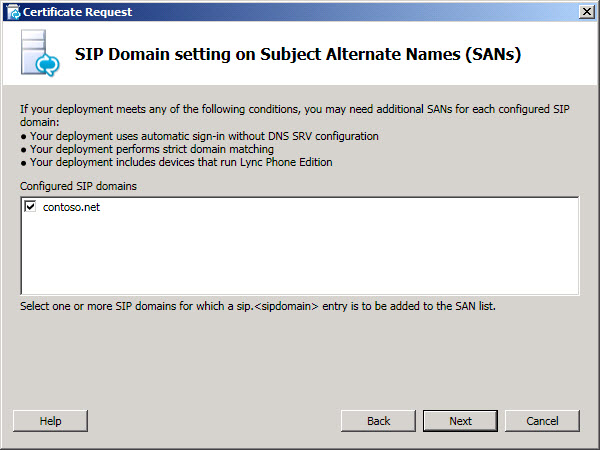 Certificate Request
SIP Domain setting on Subject Alternate Names (SANs)
If your deployment meets any of the following conditions, you may need additional SANs for each configured SIP
domain:
● Your deployment uses automatic sign-in without DNS SRV configuration
● Your deployment performs strict domain matching
● Your deployment includes devices that run Lync Phone Edition
Configured SIP domains
contoso.net
Select one or more SIP domains for which a sip.<sipdomain> entry is to be added to the SAN list.
Help
Back
Next
Cancel